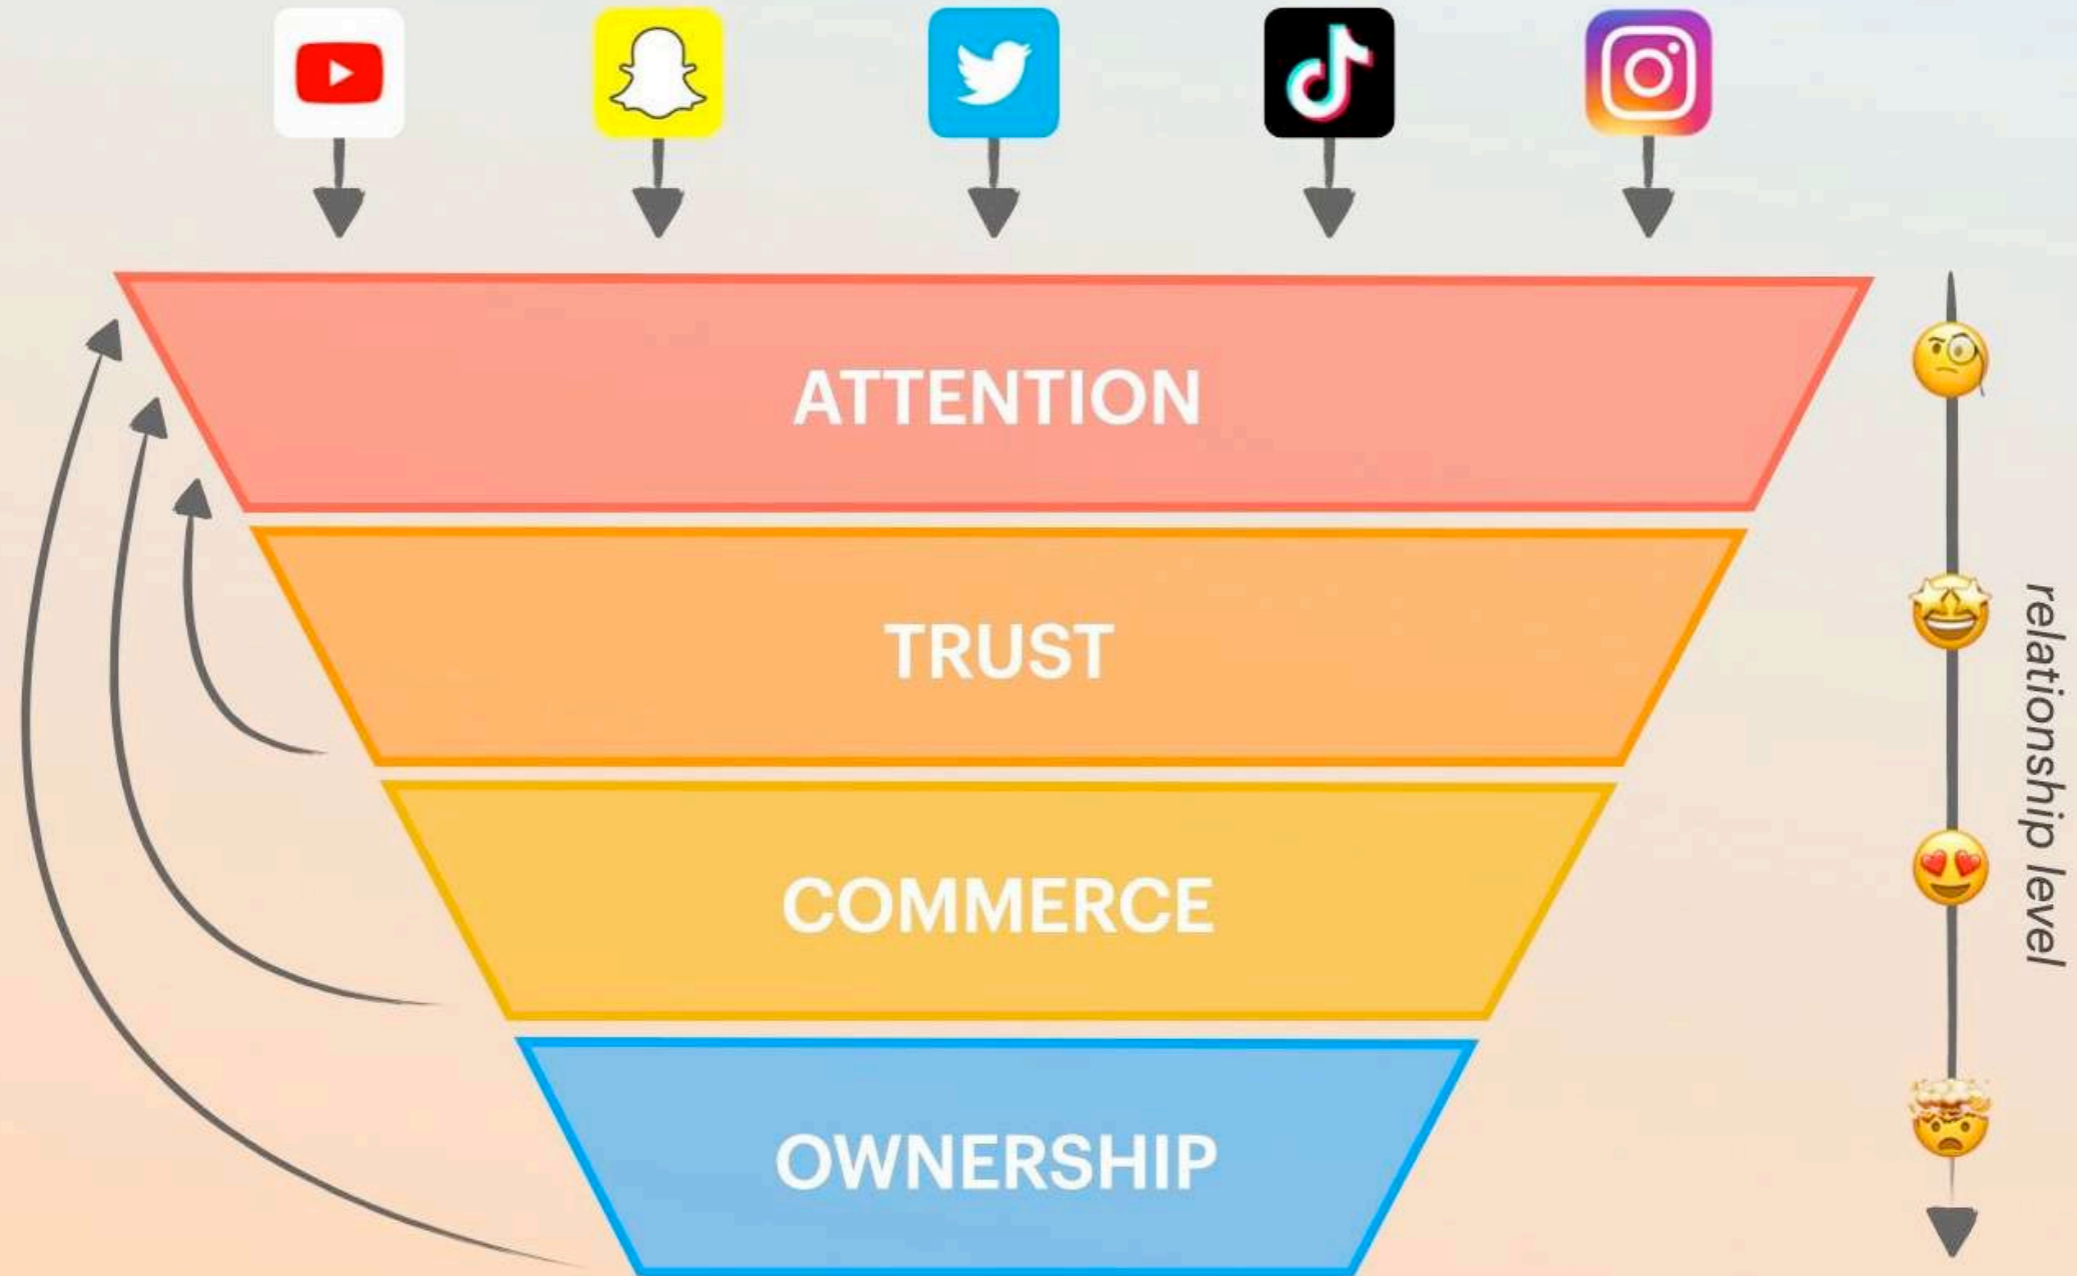 ATTENTION
TRUST
COMMERCE
OWNERSHIP
relationship level